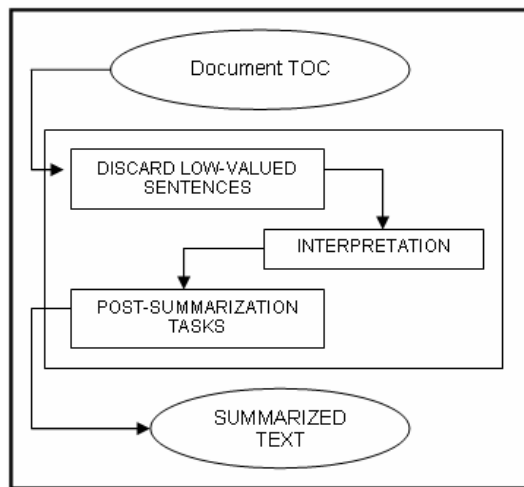 Document TOC
DISCARD LOW-VALUED
SENTENCES
INTERPRETATION
POST-SUMMARIZATION
TASKS
SUMMARIZED
TEXT